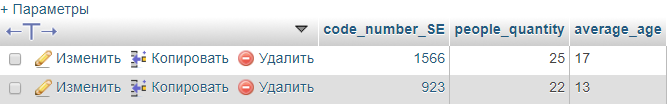 + Параметры
code_number_SE people_quantity average_age
Изменить Копировать Удалить 1566 25 17
Изменить Копировать Удалить 923 22 13